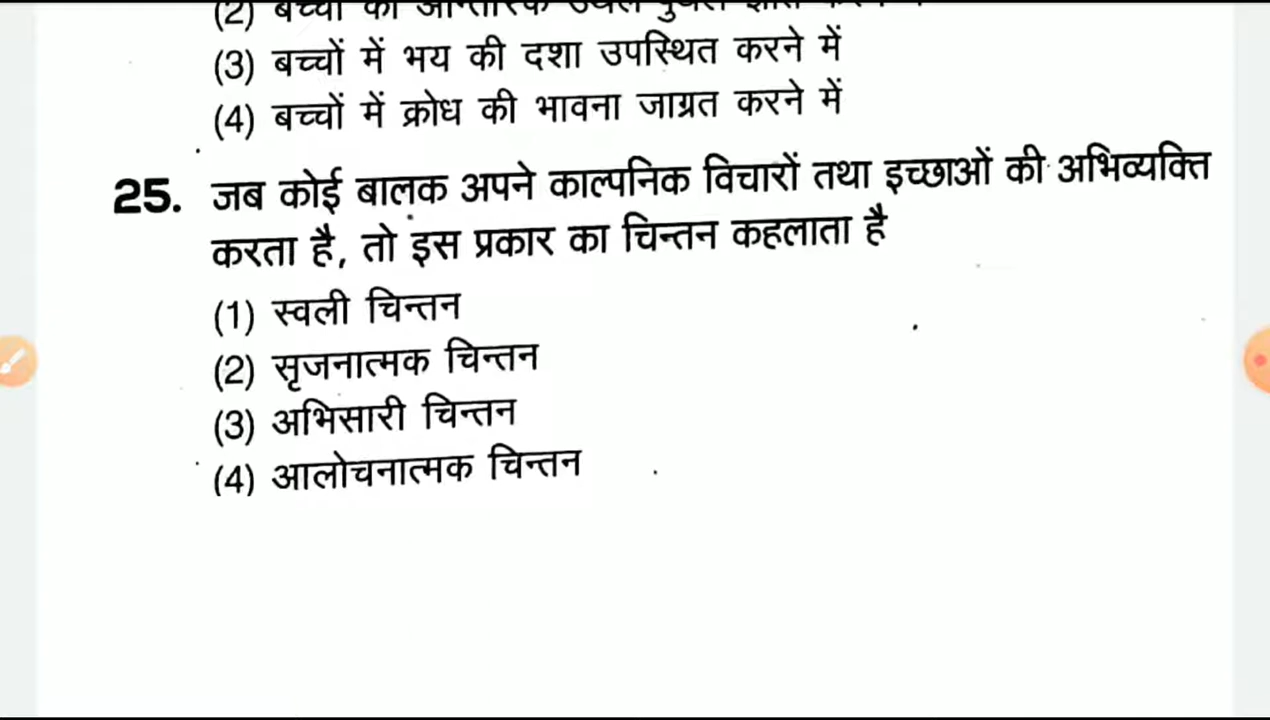 (3) बच्चों में भय की दशा उपस्थित करने में
(4) बच्चों में क्रोध की भावना जाग्रत करने में
25. जब कोई बालक अपने काल्पनिक विचारों तथा इच्छाओं की अभिव्यक्ति
करता है, तो इस प्रकार का चिन्तन कहलाता है
(1) स्वली चिन्तन
(2) सृजनात्मक चिन्तन
(3) अभिसारी चिन्तन
(4) आलोचनात्मक चिन्तन